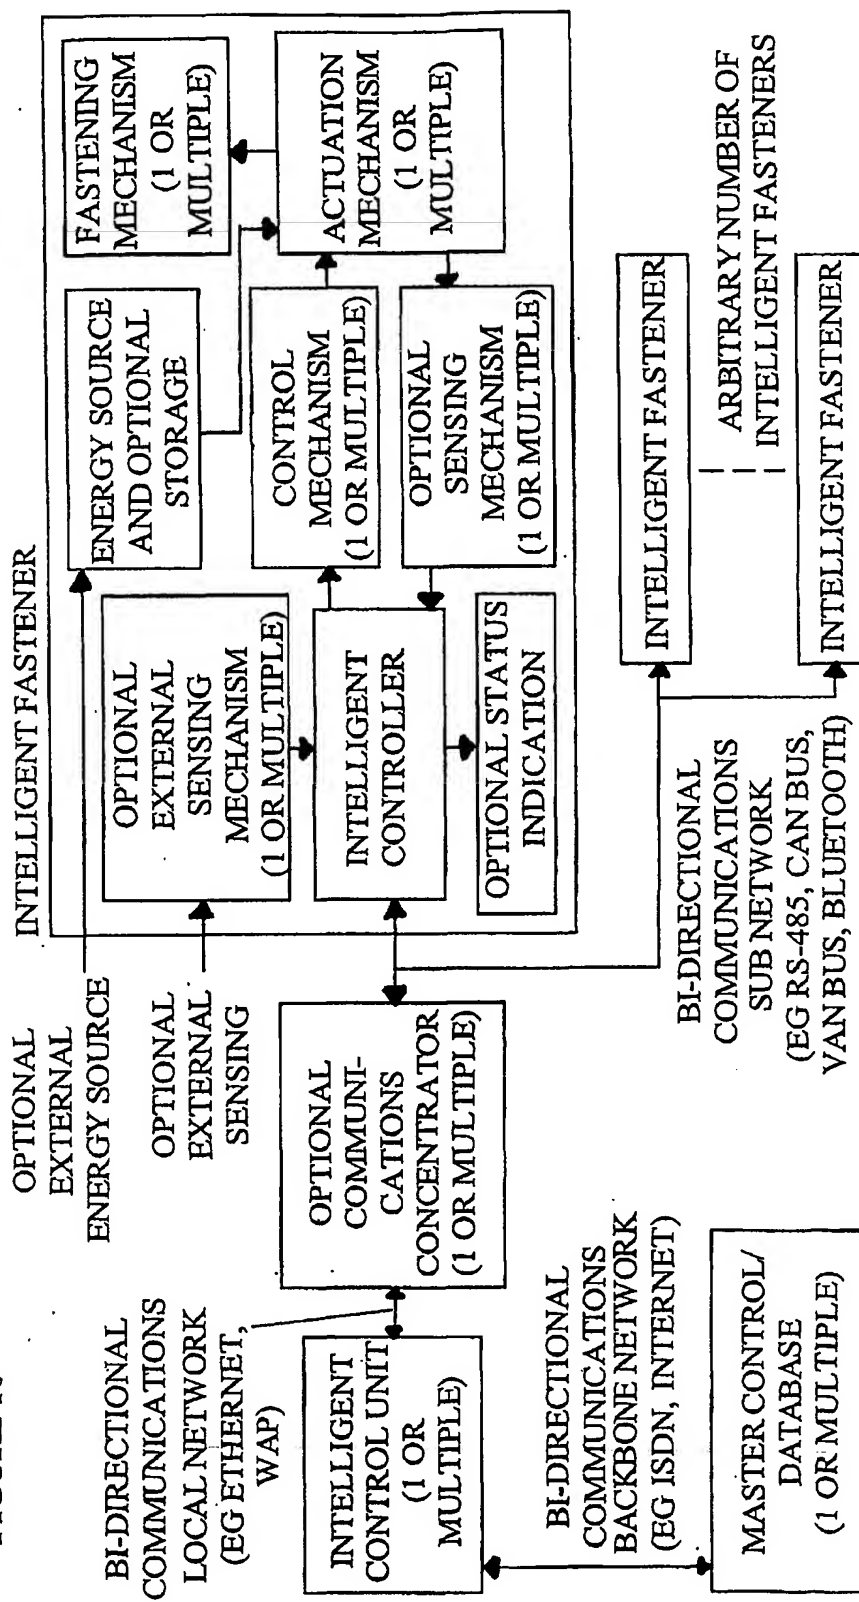 INTELLIGENT FASTENER
OPTIONAL
EXTERNAL
ENERGY SOURCE
OPTIONAL
EXTERNAL
SENSING
BI-DIRECTIONAL
COMMUNICATIONS
LOCAL NETWORK
(EG ETHERNET,
WAP)
ENERGY SOURCE
AND OPTIONAL
STORAGE
FASTENING
MECHANISM
(1 OR
MULTIPLE)
OPTIONAL
EXTERNAL
SENSING
MECHANISM
(1 OR MULTIPLE)
CONTROL
MECHANISM
(1 OR MULTIPLE)
ACTUATION
MECHANISM
(1 OR
MULTIPLE)
INTELLIGENT
CONTROLLER
OPTIONAL
SENSING
MECHANISM
(1 OR MULTIPLE)
OPTIONAL STATUS
INDICATION
INTELLIGENT
CONTROL UNIT
(1 OR
MULTIPLE)
OPTIONAL
COMMUNI-
CATIONS
CONCENTRATOR
(1 OR MULTIPLE)
BI-DIRECTIONAL
COMMUNICATIONS
BACKBONE NETWORK
(EG ISDN, INTERNET)
MASTER CONTROL/
DATABASE
(1 OR MULTIPLE)
BI-DIRECTIONAL
COMMUNICATIONS
SUB NETWORK
(EG RS-485, CAN BUS,
VAN BUS, BLUETOOTH)
INTELLIGENT FASTENER
ARBITRARY NUMBER OF
INTELLIGENT FASTENERS
INTELLIGENT FASTENER